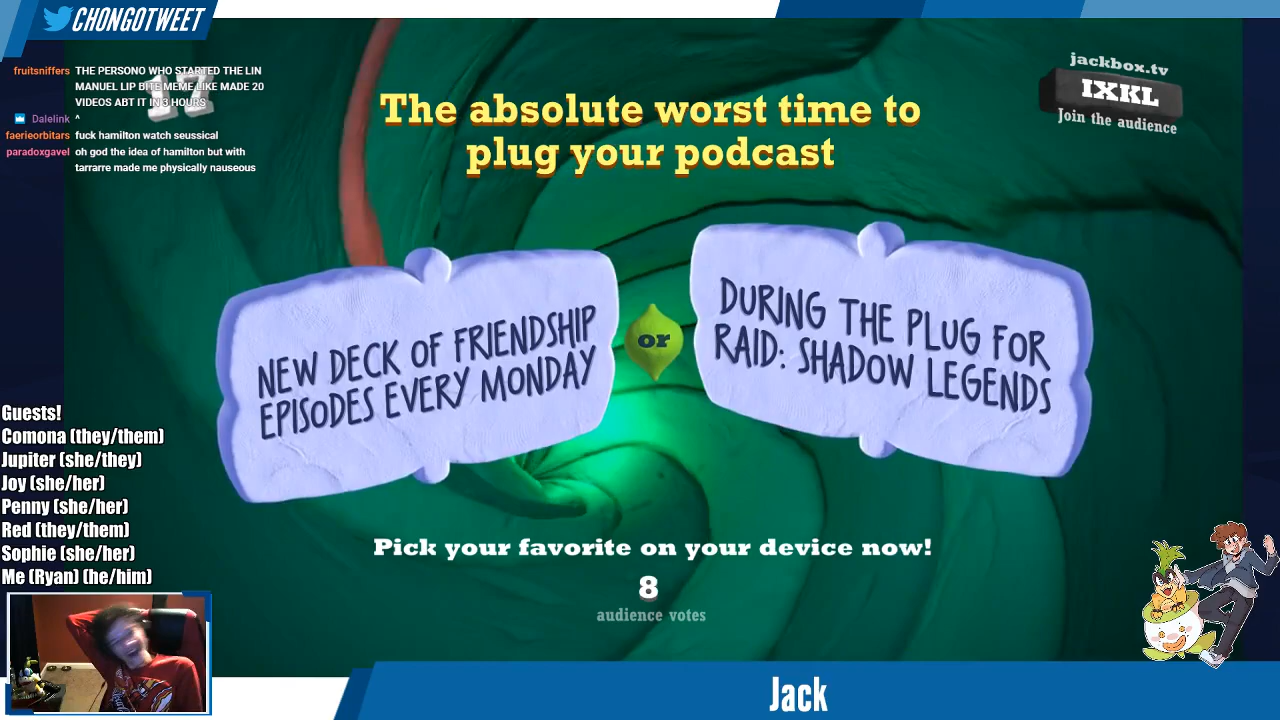 CHONGOTWEET
fruitsniffers THE PERSONO WHO STARTED THE LIN
MANUEL LIP BITE MEME LIKE MADE 20
VIDEOS ABT IT IN 3 HOURS
Dalelink ^
faerieorbitars fuck hamilton watch seussical
paradoxgavel oh god the idea of hamilton but with
tarrarre made me physically nauseous
17
The absolute worst time to
plug your podcast
jackbox.tv
IXKL
Join the audience
NEW DECK OF FRIENDSHIP
EPISODES EVERY MONDAY
or
DURING THE PLUG FOR
RAID: SHADOW LEGENDS
Guests!
Comona (they/them)
Jupiter (she/they)
Joy (she/her)
Penny (she/her)
Red (they/them)
Sophie (she/her)
Me (Ryan) (he/him)
Pick your favorite on your device now!
8
audience votes
Jack